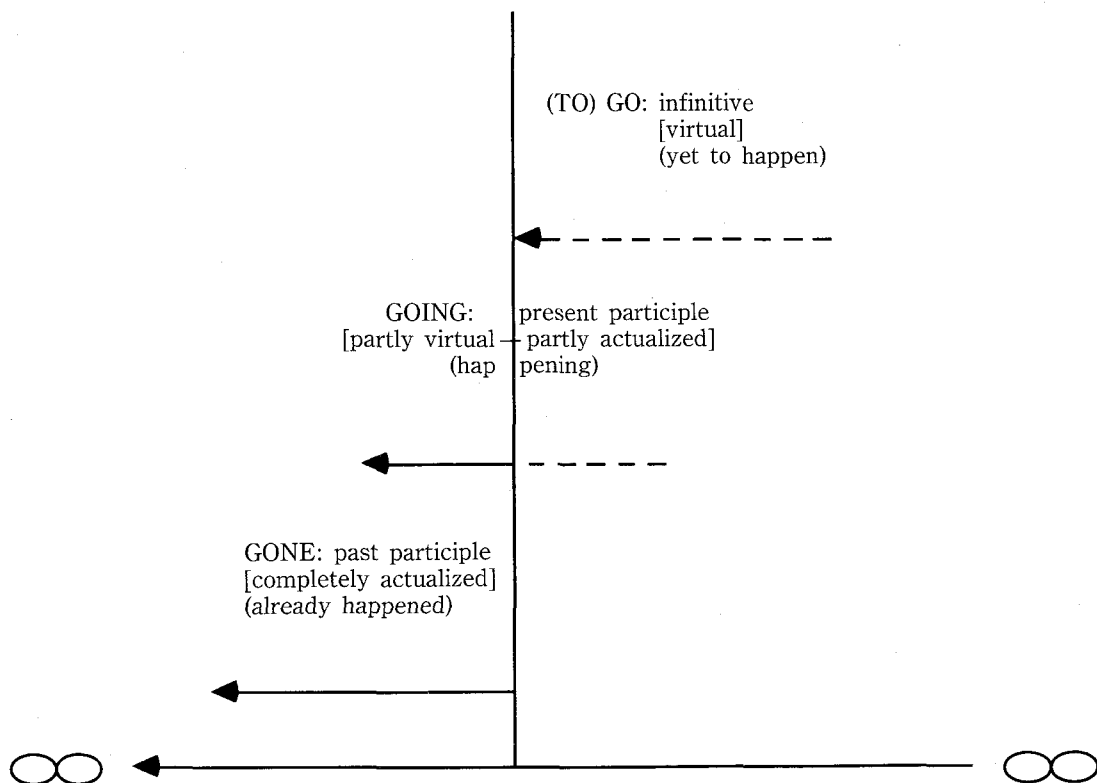 (TO) GO: infinitive
[virtual]
(yet to happen)
GOING: present participle
[partly virtual – partly actualized]
(hap pening)
GONE: past participle
[completely actualized]
(already happened)
∞ ∞